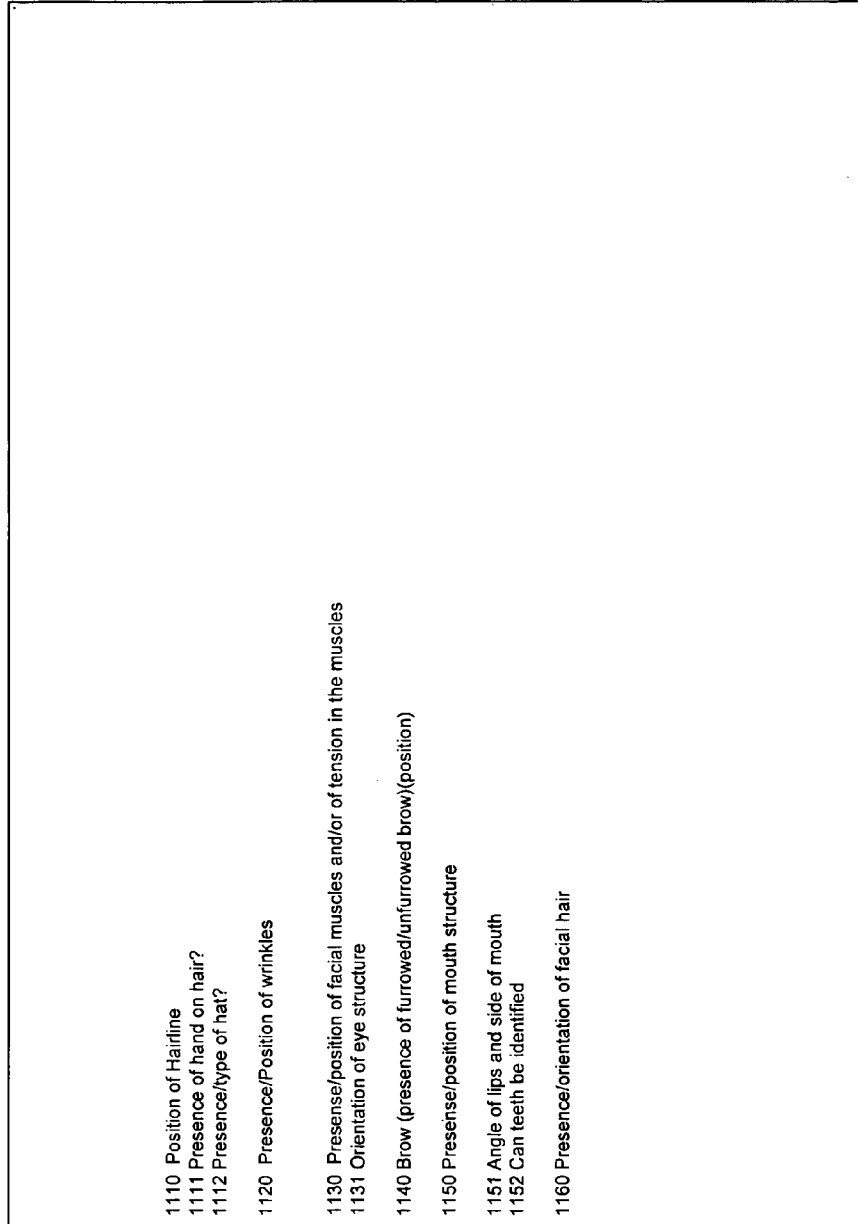 1110 Position of Hairline
1111 Presence of hand on hair?
1112 Presence/type of hat?
1120 Presence/Position of wrinkles
1130 Presense/position of facial muscles and/or of tension in the muscles
1131 Orientation of eye structure
1140 Brow (presence of furrowed/unfurrowed brow)(position)
1150 Presense/position of mouth structure
1151 Angle of lips and side of mouth
1152 Can teeth be identified
1160 Presence/orientation of facial hair